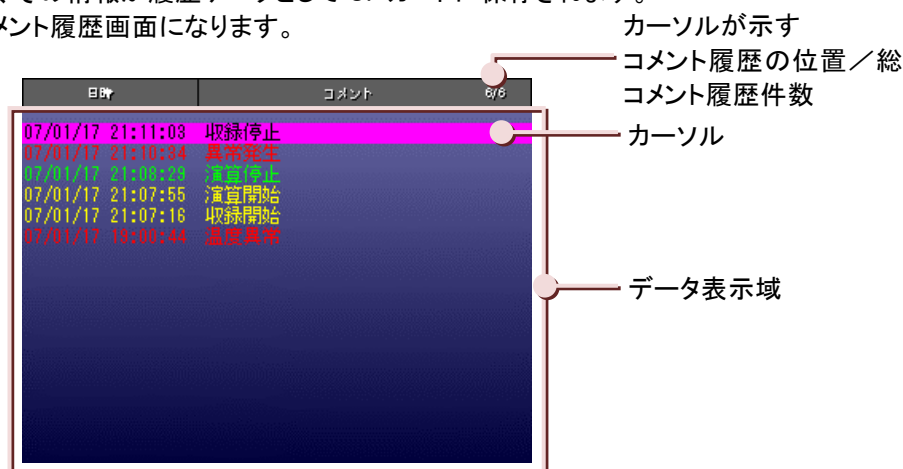 メント履歴画面になります。
カーソルが示す
コメント履歴の位置／総
コメント履歴件数
日時 コメント 6/6
07/01/17 21:11:03 収録停止
カーソル
07/01/17 21:10:34 異常発生
07/01/17 21:08:29 演算停止
07/01/17 21:07:55 演算開始
07/01/17 21:07:16 収録開始
07/01/17 19:00:44 温度異常
データ表示域